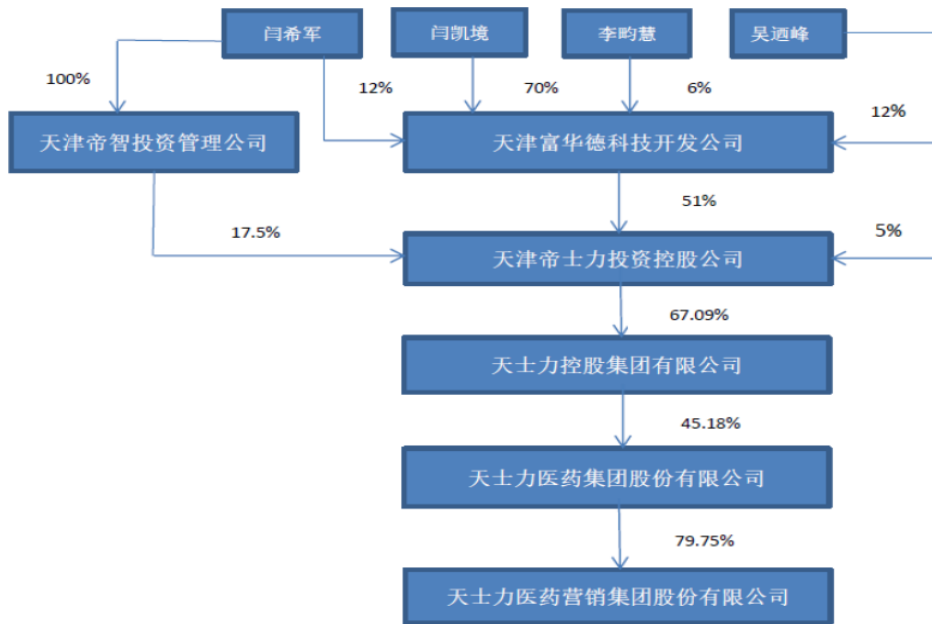 闫希军
闫凯境
李畇慧
吴迺峰
100%
12%
70%
6%
12%
天津帝智投资管理公司
天津富华德科技开发公司
51%
17.5%
5%
天津帝士力投资控股公司
67.09%
天士力控股集团有限公司
45.18%
天士力医药集团股份有限公司
79.75%
天士力医药营销集团股份有限公司